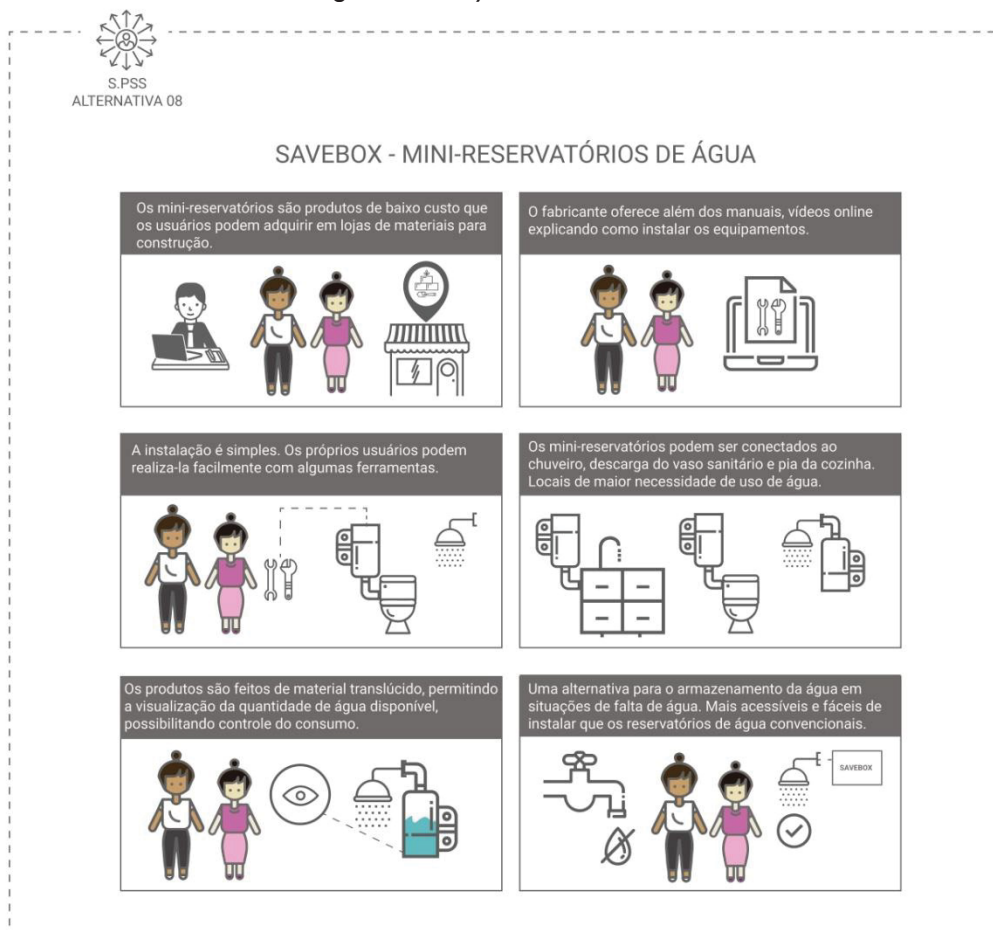 S.PSS
ALTERNATIVA 08
SAVEBOX - MINI-RESERVATÓRIOS DE ÁGUA
Os mini-reservatórios são produtos de baixo custo que
os usuários podem adquirir em lojas de materiais para
construção.
O fabricante oferece além dos manuais, vídeos online
explicando como instalar os equipamentos.
A instalação é simples. Os próprios usuários podem
realiza-la facilmente com algumas ferramentas.
Os mini-reservatórios podem ser conectados ao
chuveiro, descarga do vaso sanitário e pia da cozinha.
Locais de maior necessidade de uso de água.
Os produtos são feitos de material translúcido, permitindo
a visualização da quantidade de água disponível,
possibilitando controle do consumo.
Uma alternativa para o armazenamento da água em
situações de falta de água. Mais acessíveis e fáceis de
instalar que os reservatórios de água convencionais.
SAVEBOX